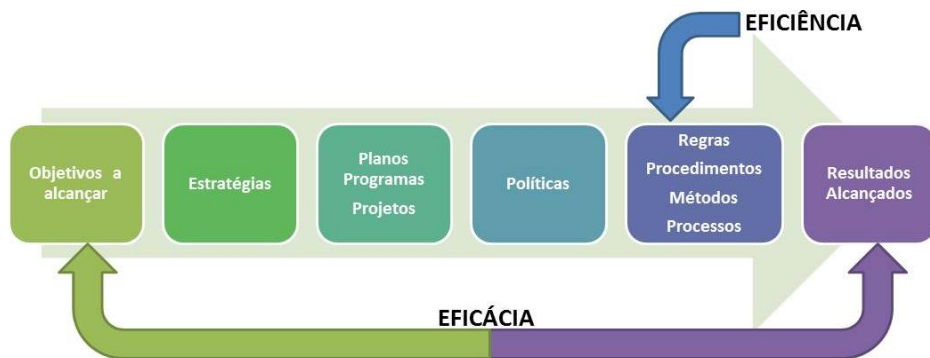 EFICIÊNCIA
Objetivos a
alcançar
Estratégias
Planos
Programas
Projetos
Políticas
Regras
Procedimentos
Métodos
Processos
Resultados
Alcançados
EFICÁCIA